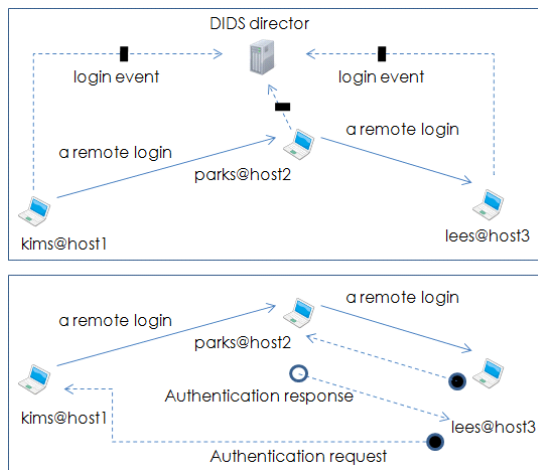 DIDS director
login event
login event
a remote login
a remote login
parks@host2
kims@host1
lees@host3
a remote login
a remote login
parks@host2
Authentication response
kims@host1
lees@host3
Authentication request